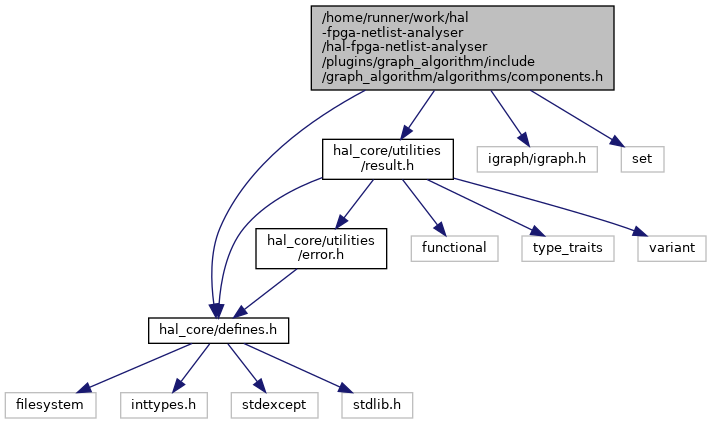 /home/runner/work/hal
-fpga-netlist-analyser
/hal-fpga-netlist-analyser
/plugins/graph_algorithm/include
/graph_algorithm/algorithms/components.h
hal_core/utilities
/result.h
igraph/igraph.h
set
hal_core/utilities
/error.h
functional
type_traits
variant
hal_core/defines.h
filesystem
inttypes.h
stdexcept
stdlib.h